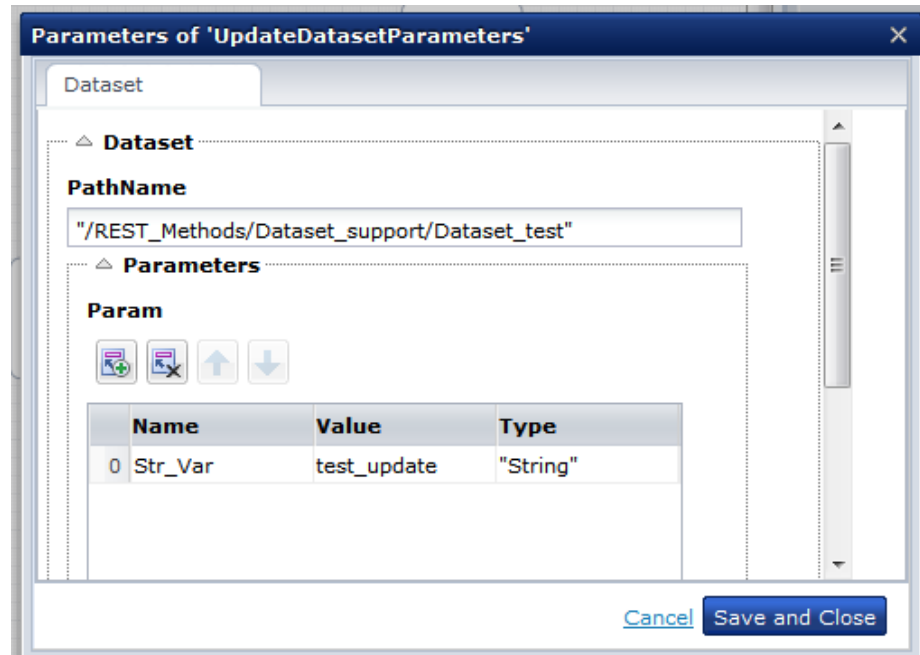 Parameters of 'UpdateDatasetParameters'
Dataset
Dataset
PathName
"/REST_Methods/Dataset_support/Dataset_test"
Parameters
Param
Name Value Type
0 Str_Var test_update "String"
Cancel Save and Close